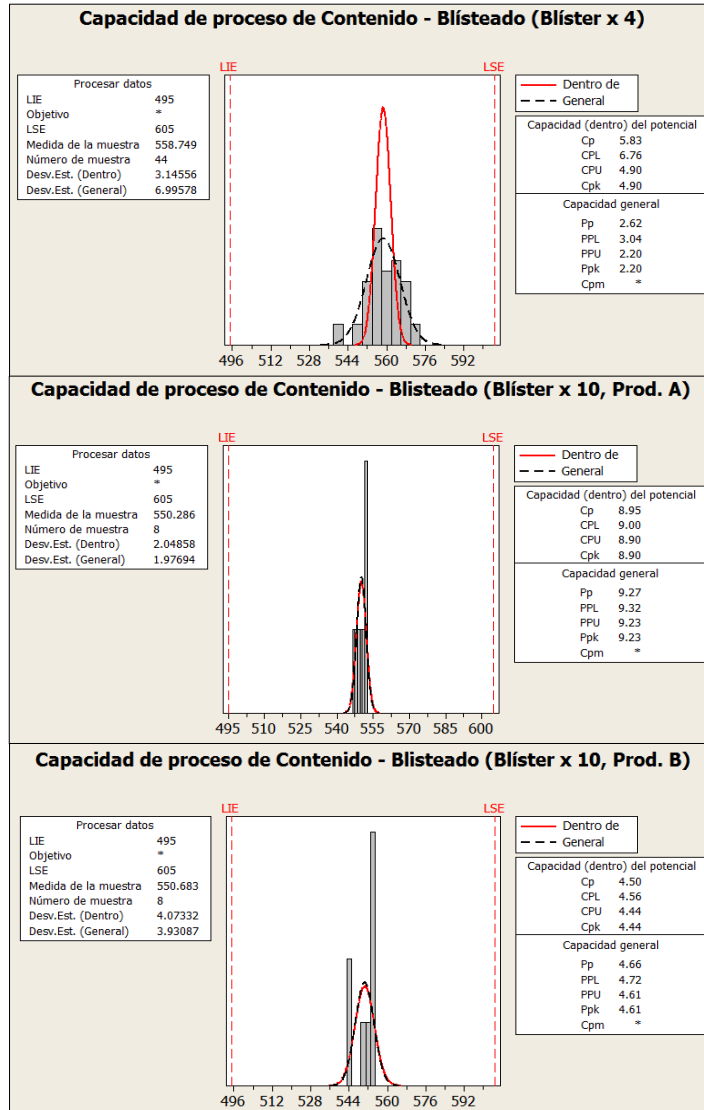 Capacidad de proceso de Contenido - Blísteado (Blíster x 4)
LIE LSE
Procesar datos
LIE 495
Objetivo *
LSE 605
Medida de la muestra 558.749
Número de muestra 44
Desv.Est. (Dentro) 3.14556
Desv.Est. (General) 6.99578
Dentro de
General
Capacidad (dentro) del potencial
Cp 5.83
CPL 6.76
CPU 4.90
Cpk 4.90
Capacidad general
Pp 2.62
PPL 3.04
PPU 2.20
Ppk 2.20
Cpm *
496 512 528 544 560 576 592
Capacidad de proceso de Contenido - Blisteado (Blíster x 10, Prod. A)
LIE LSE
Procesar datos
LIE 495
Objetivo *
LSE 605
Medida de la muestra 550.286
Número de muestra 8
Desv.Est. (Dentro) 2.04858
Desv.Est. (General) 1.97694
Dentro de
General
Capacidad (dentro) del potencial
Cp 8.95
CPL 9.00
CPU 8.90
Cpk 8.90
Capacidad general
Pp 9.27
PPL 9.32
PPU 9.23
Ppk 9.23
Cpm *
495 510 525 540 555 570 585 600
Capacidad de proceso de Contenido - Blisteado (Blíster x 10, Prod. B)
LIE LSE
Procesar datos
LIE 495
Objetivo *
LSE 605
Medida de la muestra 550.683
Número de muestra 8
Desv.Est. (Dentro) 4.07332
Desv.Est. (General) 3.93087
Dentro de
General
Capacidad (dentro) del potencial
Cp 4.50
CPL 4.56
CPU 4.44
Cpk 4.44
Capacidad general
Pp 4.66
PPL 4.72
PPU 4.61
Ppk 4.61
Cpm *
496 512 528 544 560 576 592